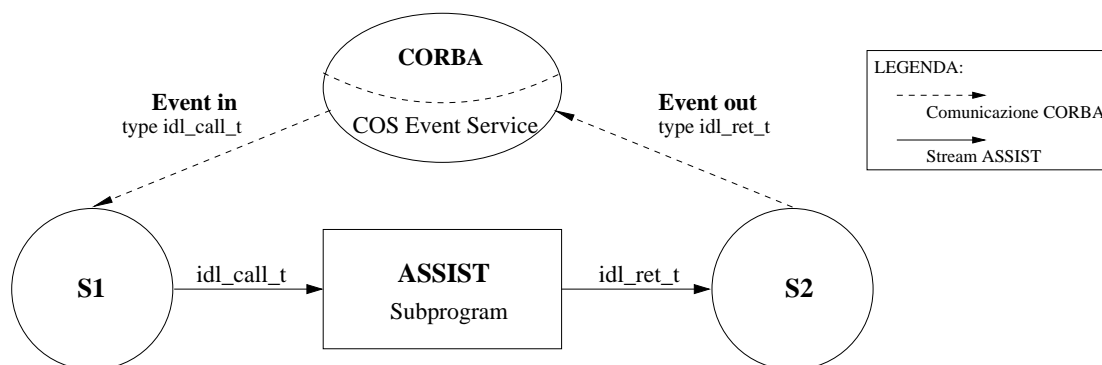 CORBA
COS Event Service
Event in
type idl_call_t
Event out
type idl_ret_t
LEGENDA:
Comunicazione CORBA
Stream ASSIST
S1
idl_call_t
ASSIST
Subprogram
idl_ret_t
S2